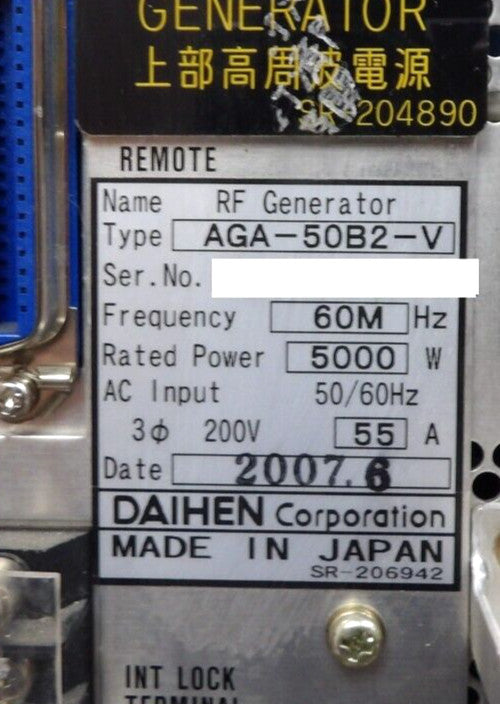 GENERATOR
上部高周波電源
SR-204890
REMOTE
Name RF Generator
Type AGA-50B2-V
Ser.No.
Frequency 60M Hz
Rated Power 5000 W
AC Input 50/60Hz
3φ 200V 55 A
Date 2007.6
DAIHEN Corporation
MADE IN JAPAN
SR-206942
INT LOCK
TERMINAL